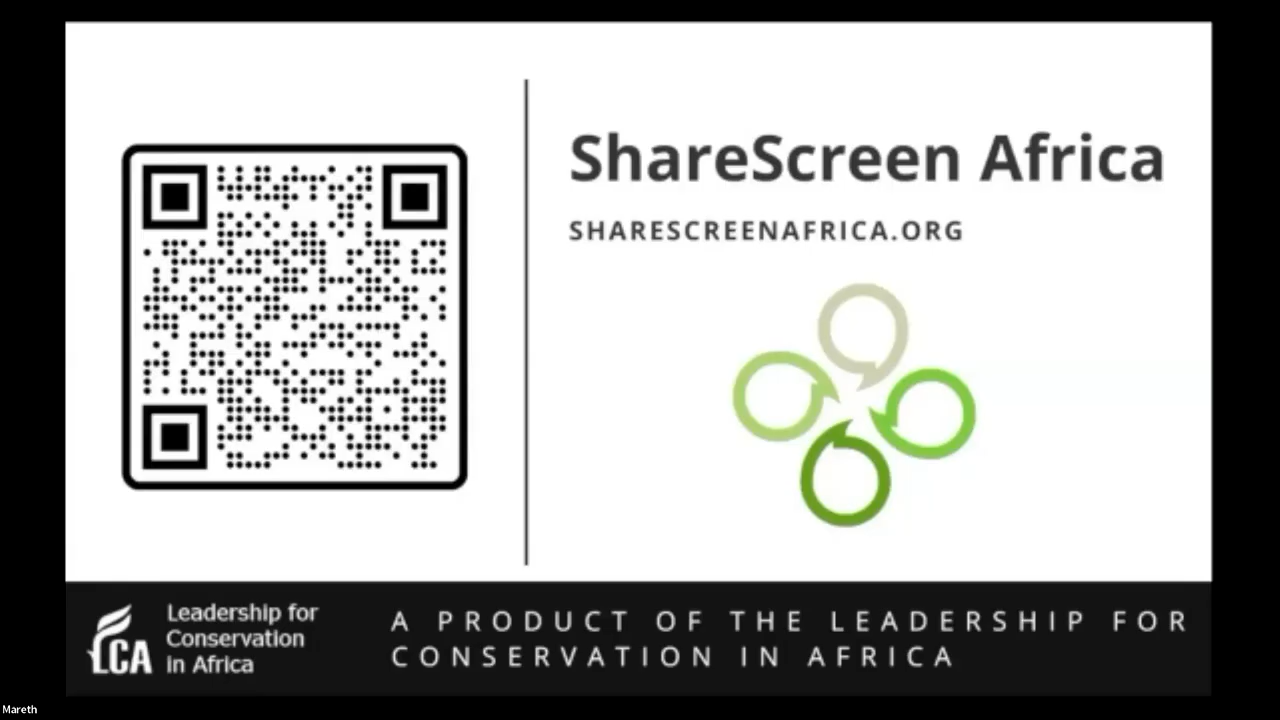 ShareScreen Africa
SHARESCREENAFRICA.ORG
LCA
Leadership for
Conservation
in Africa
A PRODUCT OF THE LEADERSHIP FOR
CONSERVATION IN AFRICA
Mareth